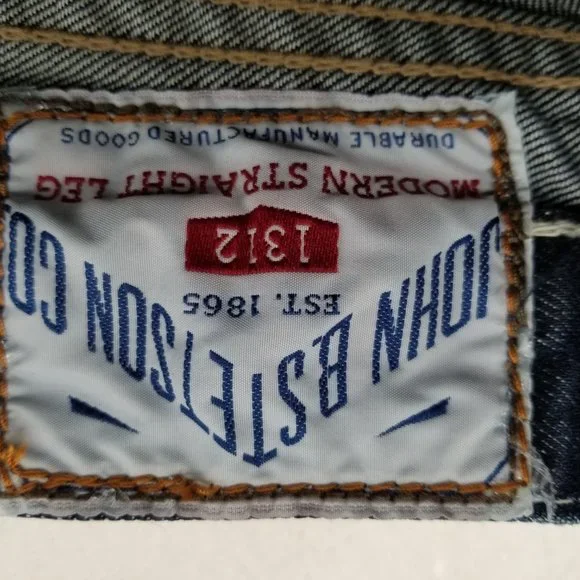 JOHN B. STETSON CO
EST. 1865
1312
MODERN STRAIGHT LEG
DURABLE MANUFACTURED GOODS